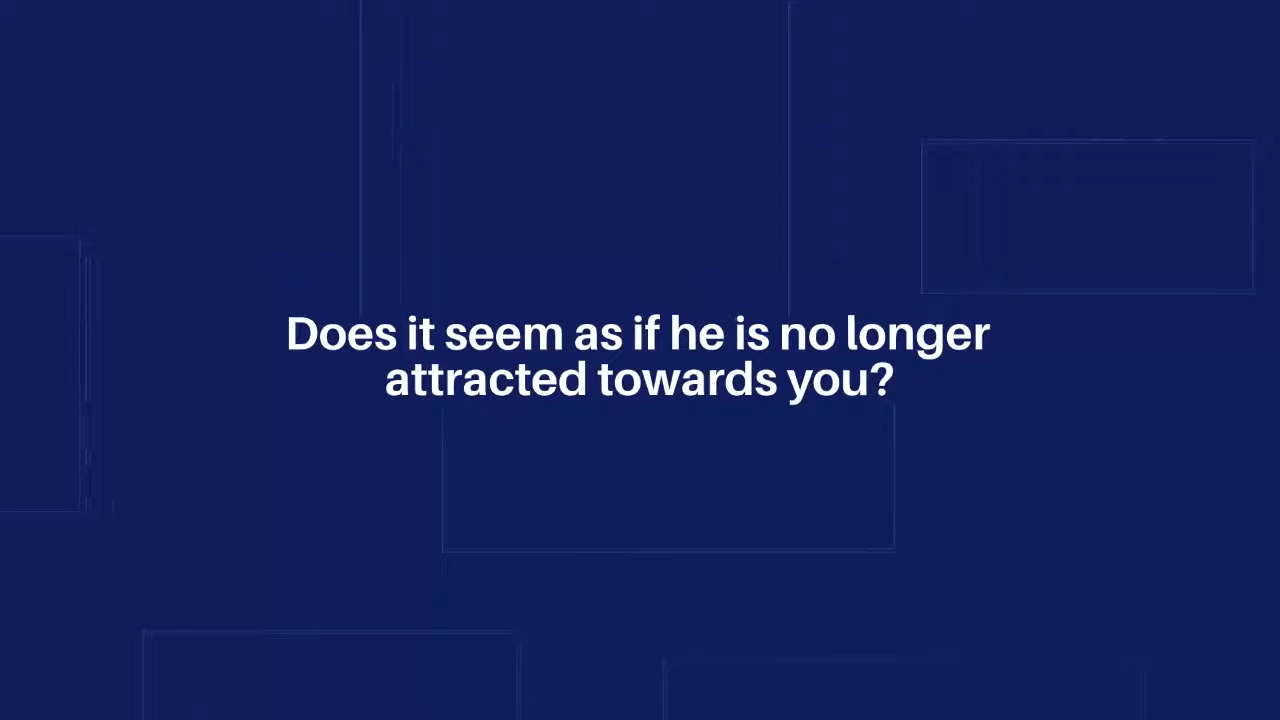 Does it seem as if he is no longer
attracted towards you?